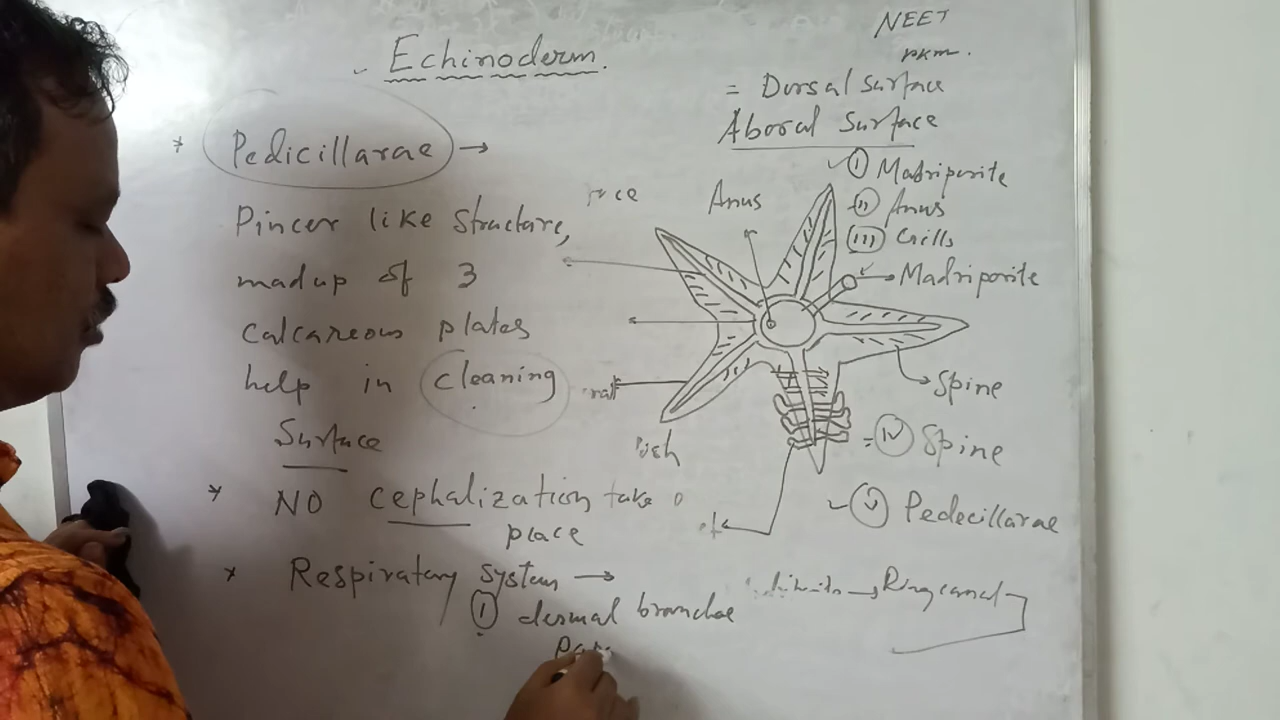 NEET
pkm.
Echinoderm.
= Dorsal surface
Aboral surface
* Pedicillarae →
Pincer like structure,
madup of 3
calcareous plates
help in cleaning
Surface
* NO cephalization take
place
* Respiratory system →
(I) dermal branchae
Anus
(I) Madriporite
(II) Anus
(III) Gills
Madriporite
Spine
= (IV) Spine
(V) Pedecillarae
→ Ring canal